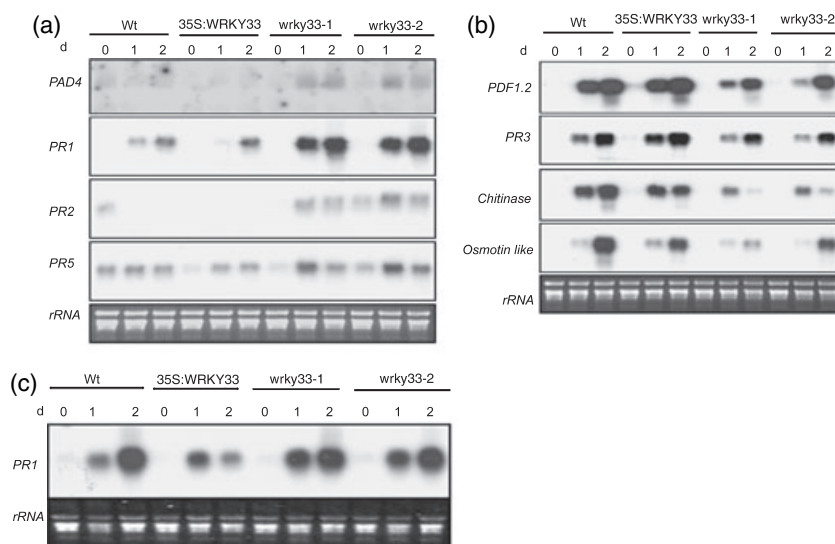 (a)
Wt 35S:WRKY33 wrky33-1 wrky33-2
d 0 1 2 0 1 2 0 1 2 0 1 2
PAD4
PR1
PR2
PR5
rRNA
(b)
Wt 35S:WRKY33 wrky33-1 wrky33-2
d 0 1 2 0 1 2 0 1 2 0 1 2
PDF1.2
PR3
Chitinase
Osmotin like
rRNA
(c)
Wt 35S:WRKY33 wrky33-1 wrky33-2
d 0 1 2 0 1 2 0 1 2 0 1 2
PR1
rRNA